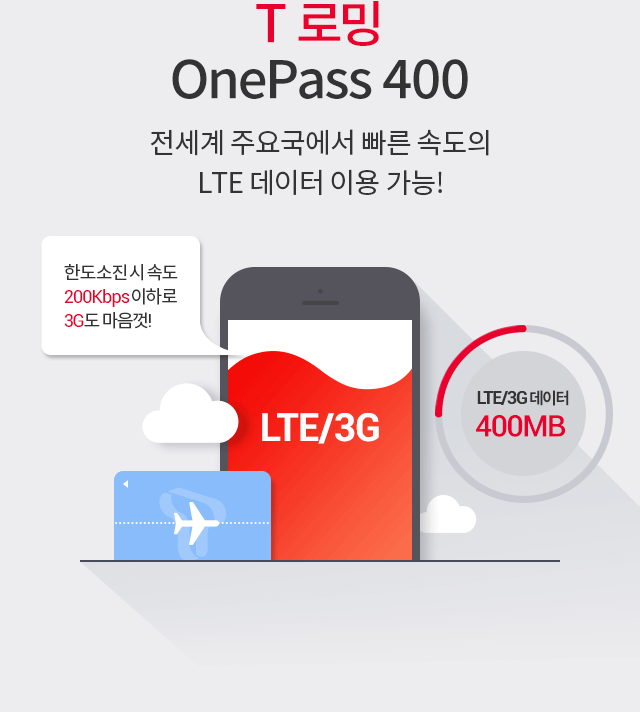 T 로밍
OnePass 400
전세계 주요국에서 빠른 속도의
LTE 데이터 이용 가능!
한도소진 시 속도
200Kbps 이하로
3G도 마음껏!
LTE/3G
LTE/3G 데이터
400MB